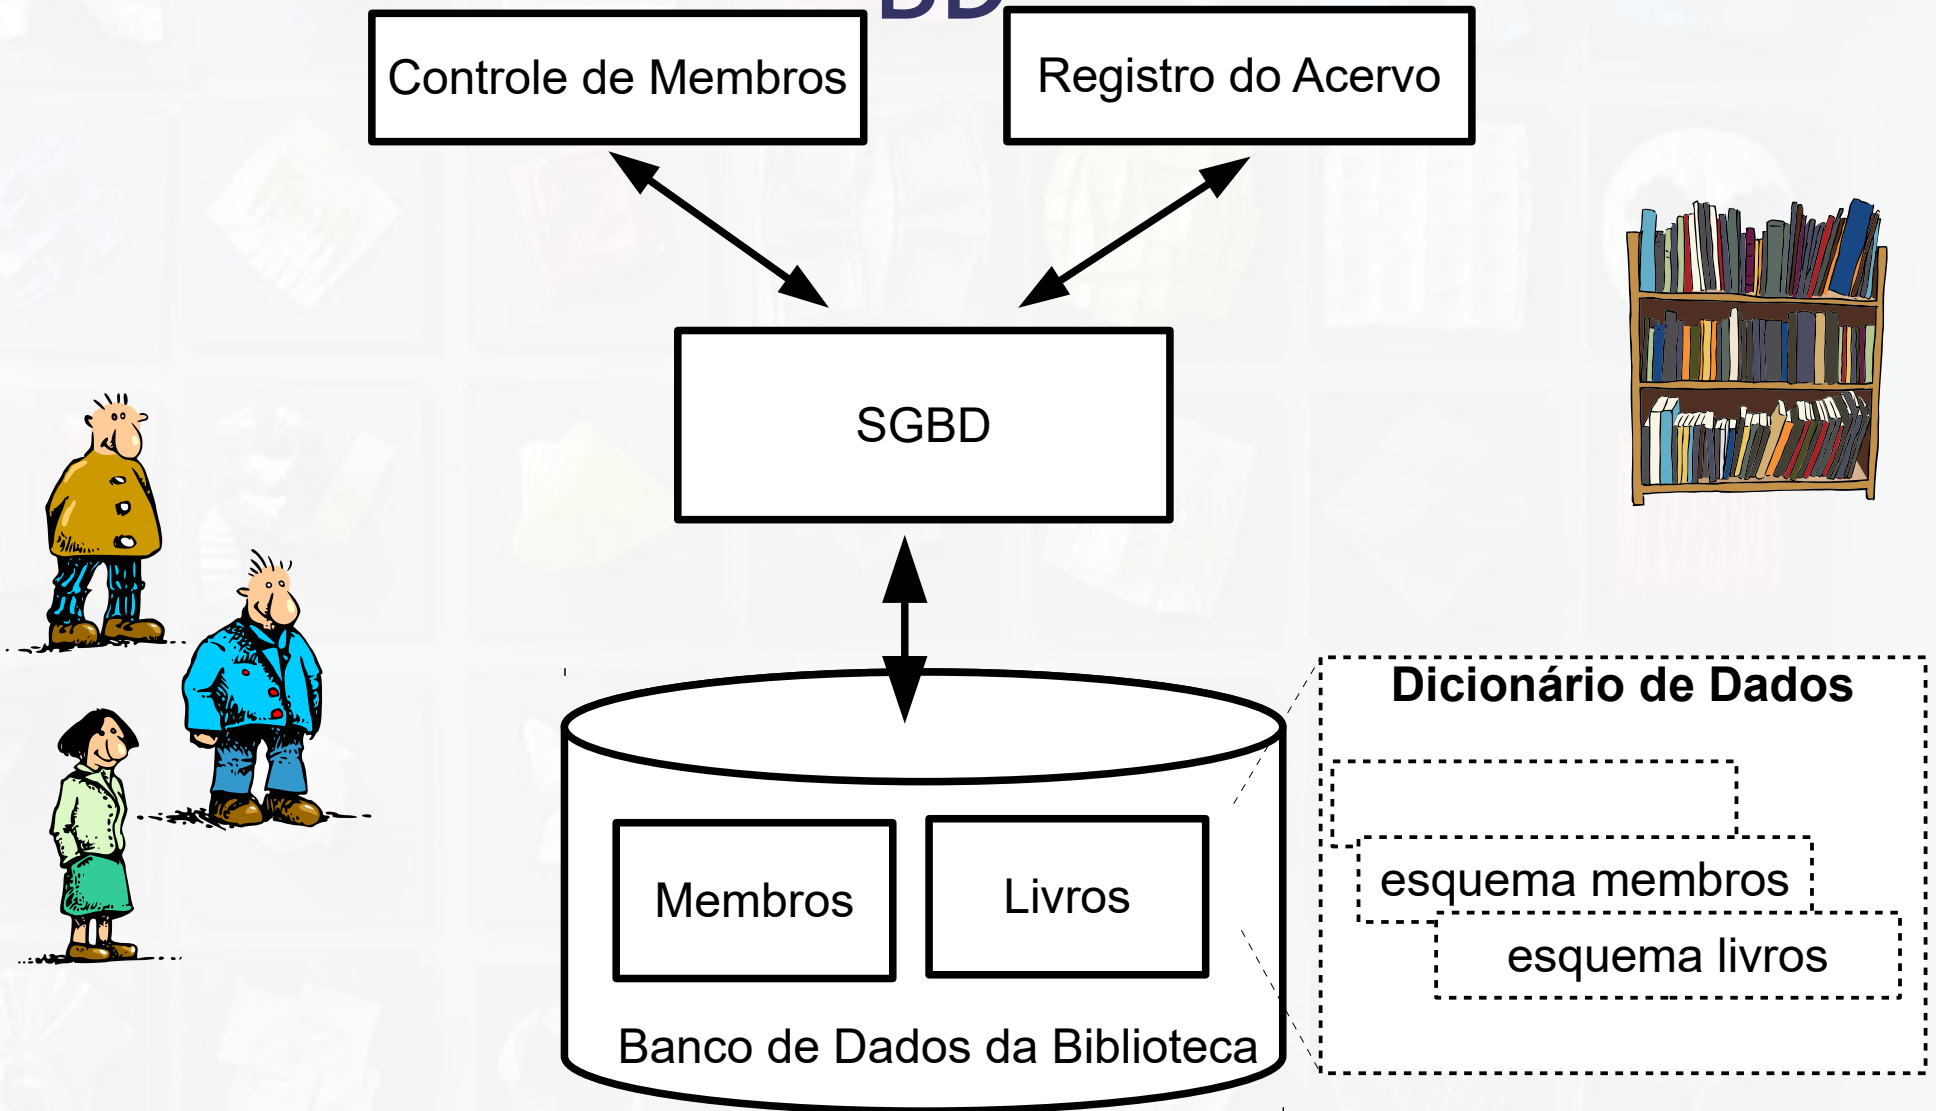 BD
Controle de Membros
Registro do Acervo
SGBD
Dicionário de Dados
esquema membros
esquema livros
Membros
Livros
Banco de Dados da Biblioteca